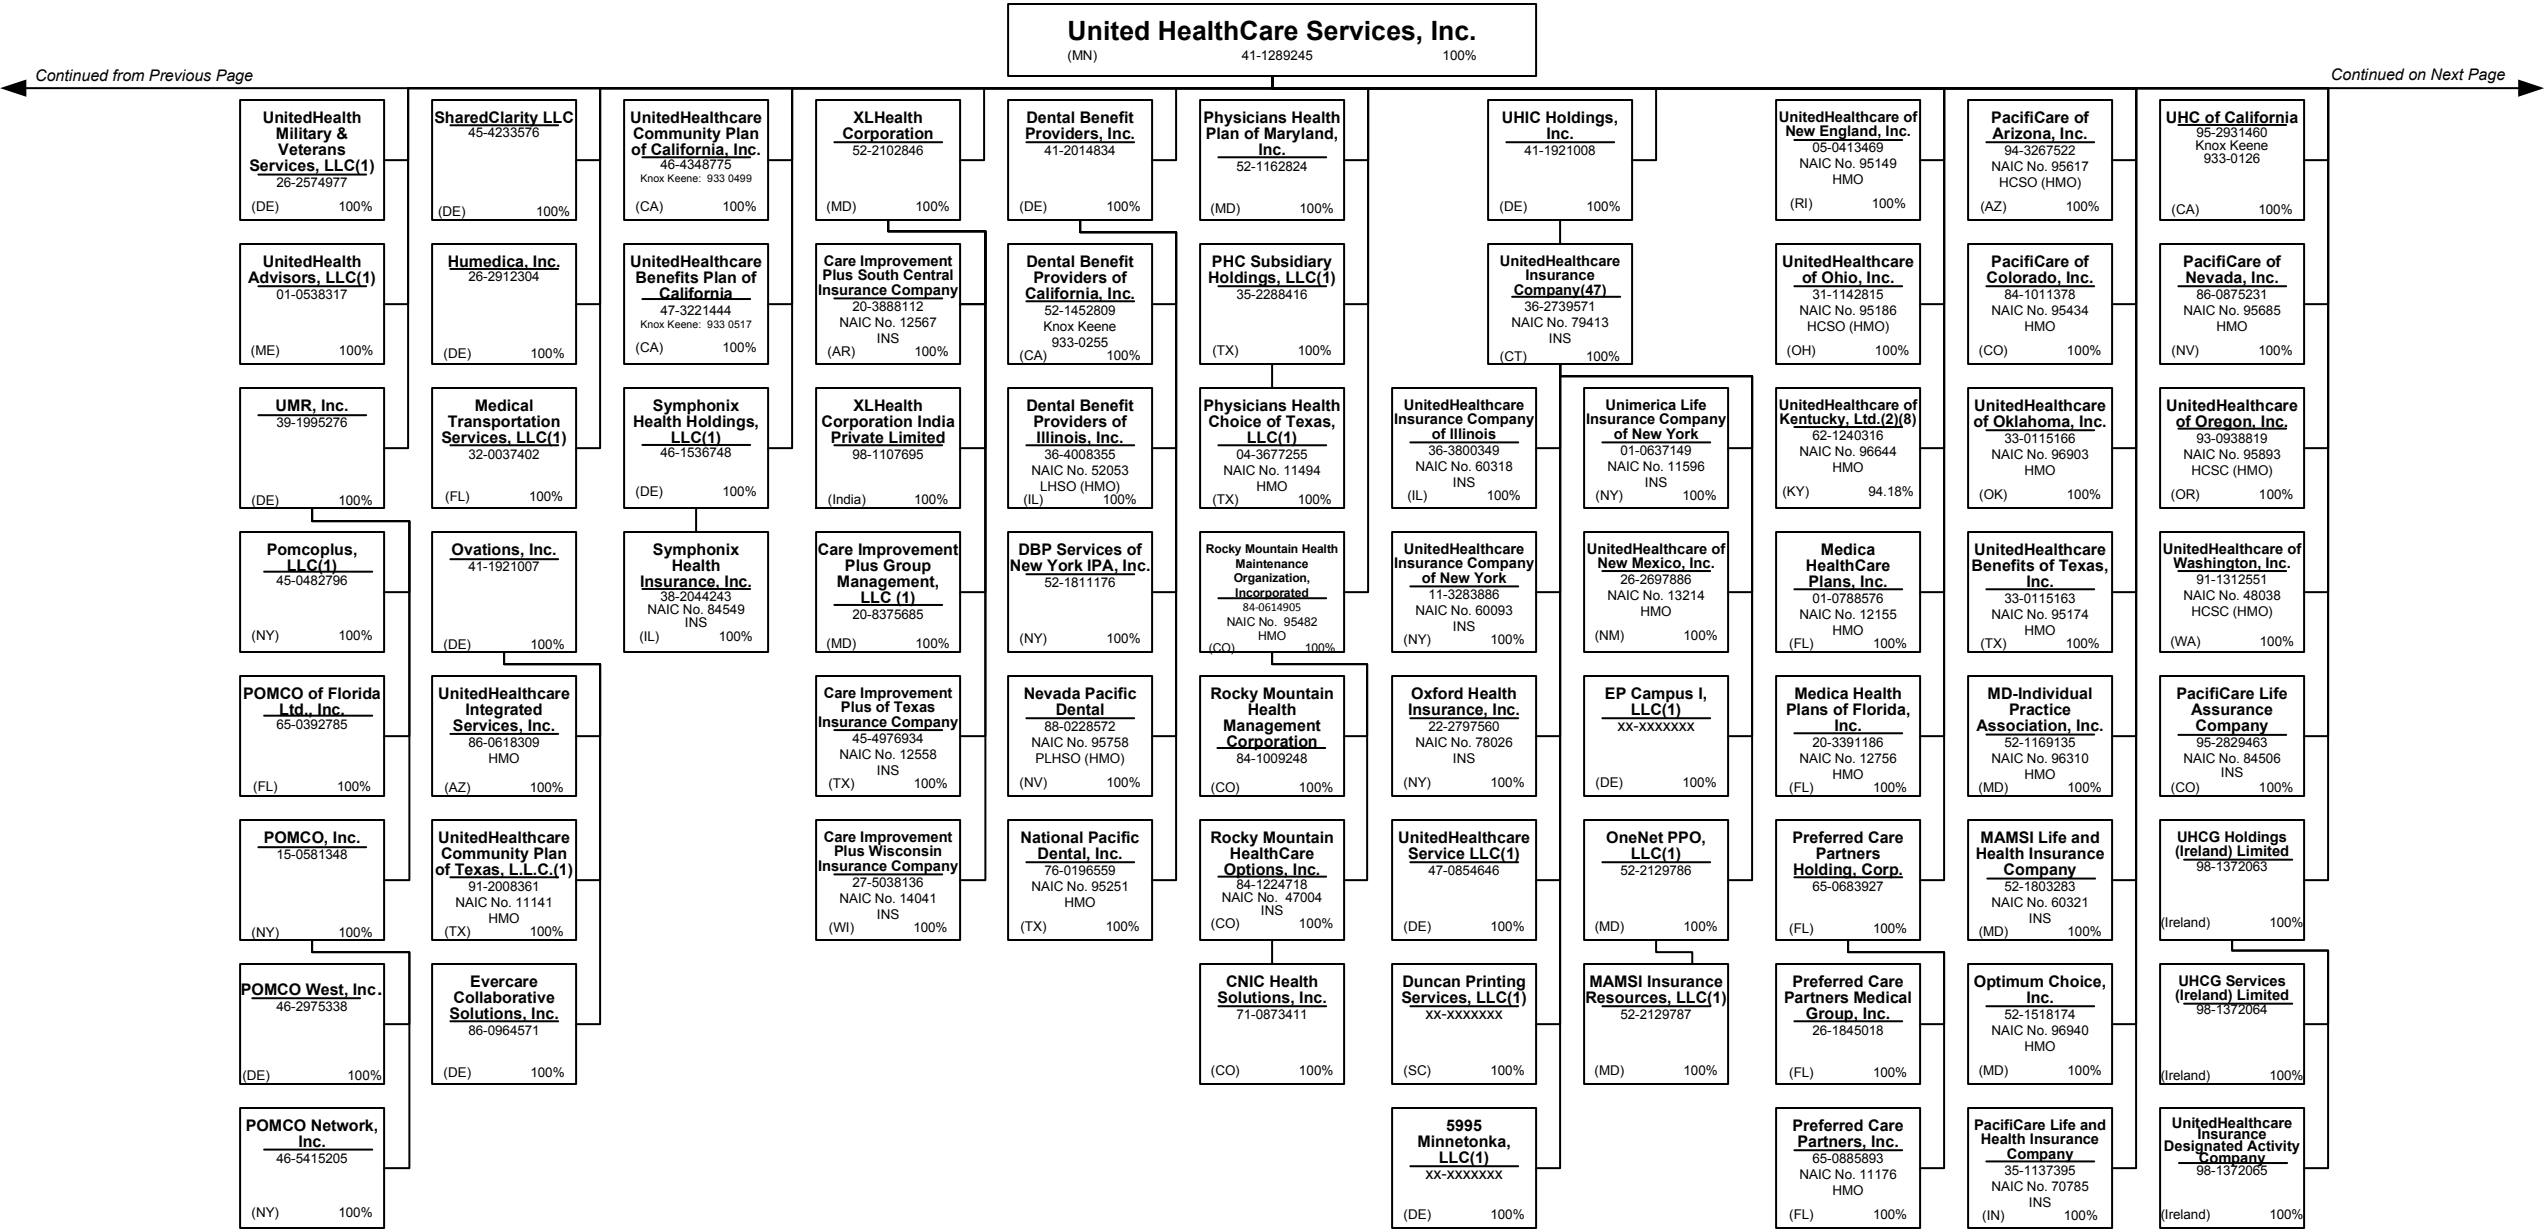 United HealthCare Services, Inc.
(MN) 41-1289245 100%
Continued from Previous Page
Continued on Next Page
UnitedHealth
Military &
Veterans
Services, LLC(1)
26-2574977
(DE) 100%
UnitedHealth
Advisors, LLC(1)
01-0538317
(ME) 100%
UMR, Inc.
39-1995276
(DE) 100%
Pomcoplus,
LLC(1)
45-0482796
(NY) 100%
POMCO of Florida
Ltd., Inc.
65-0392785
(FL) 100%
POMCO, Inc.
15-0581348
(NY) 100%
POMCO West, Inc.
46-2975338
(DE) 100%
POMCO Network,
Inc.
46-5415205
(NY) 100%
SharedClarity LLC
45-4233576
(DE) 100%
Humedica, Inc.
26-2912304
(DE) 100%
Medical
Transportation
Services, LLC(1)
32-0037402
(FL) 100%
Ovations, Inc.
41-1921007
(DE) 100%
UnitedHealthcare
Integrated
Services, Inc.
86-0618309
HMO
(AZ) 100%
UnitedHealthcare
Community Plan
of Texas, L.L.C.(1)
91-2008361
NAIC No. 11141
HMO
(TX) 100%
Evercare
Collaborative
Solutions, Inc.
86-0964571
(DE) 100%
UnitedHealthcare
Community Plan
of California, Inc.
46-4348775
Knox Keene: 933 0499
(CA) 100%
UnitedHealthcare
Benefits Plan of
California
47-3221444
Knox Keene: 933 0517
(CA) 100%
Symphonix
Health Holdings,
LLC(1)
46-1536748
(DE) 100%
Symphonix
Health
Insurance, Inc.
38-2044243
NAIC No. 84549
INS
(IL) 100%
XLHealth
Corporation
52-2102846
(MD) 100%
Care Improvement
Plus South Central
Insurance Company
20-3888112
NAIC No. 12567
INS
(AR) 100%
XLHealth
Corporation India
Private Limited
98-1107695
(India) 100%
Care Improvement
Plus Group
Management,
LLC (1)
20-8375685
(MD) 100%
Care Improvement
Plus of Texas
Insurance Company
45-4976934
NAIC No. 12558
INS
(TX) 100%
Care Improvement
Plus Wisconsin
Insurance Company
27-5038136
NAIC No. 14041
INS
(WI) 100%
Dental Benefit
Providers, Inc.
41-2014834
(DE) 100%
Dental Benefit
Providers of
California, Inc.
52-1452809
Knox Keene
933-0255
(CA) 100%
Dental Benefit
Providers of
Illinois, Inc.
36-4008355
NAIC No. 52053
LHSO (HMO)
(IL) 100%
DBP Services of
New York IPA, Inc.
52-1811176
(NY) 100%
Nevada Pacific
Dental
88-0228572
NAIC No. 95758
PLHSO (HMO)
(NV) 100%
National Pacific
Dental, Inc.
76-0196559
NAIC No. 95251
HMO
(TX) 100%
Physicians Health
Plan of Maryland,
Inc.
52-1162824
(MD) 100%
PHC Subsidiary
Holdings, LLC(1)
35-2288416
(TX) 100%
Physicians Health
Choice of Texas,
LLC(1)
04-3677255
NAIC No. 11494
HMO
(TX) 100%
Rocky Mountain Health
Maintenance
Organization,
Incorporated
84-0614905
NAIC No. 95482
HMO
(CO) 100%
Rocky Mountain
Health
Management
Corporation
84-1009248
(CO) 100%
Rocky Mountain
HealthCare
Options, Inc.
84-1224718
NAIC No. 47004
INS
(CO) 100%
CNIC Health
Solutions, Inc.
71-0873411
(CO) 100%
UHIC Holdings,
Inc.
41-1921008
(DE) 100%
UnitedHealthcare
Insurance
Company(47)
36-2739571
NAIC No. 79413
INS
(CT) 100%
UnitedHealthcare
Insurance Company
of Illinois
36-3800349
NAIC No. 60318
INS
(IL) 100%
UnitedHealthcare
Insurance Company
of New York
11-3283886
NAIC No. 60093
INS
(NY) 100%
Oxford Health
Insurance, Inc.
22-2797560
NAIC No. 78026
INS
(NY) 100%
UnitedHealthcare
Service LLC(1)
47-0854646
(DE) 100%
Duncan Printing
Services, LLC(1)
xx-xxxxxxx
(SC) 100%
5995
Minnetonka,
LLC(1)
xx-xxxxxxx
(DE) 100%
Unimerica Life
Insurance Company
of New York
01-0637149
NAIC No. 11596
INS
(NY) 100%
UnitedHealthcare of
New Mexico, Inc.
26-2697886
NAIC No. 13214
HMO
(NM) 100%
EP Campus I,
LLC(1)
xx-xxxxxxx
(DE) 100%
OneNet PPO,
LLC(1)
52-2129786
(MD) 100%
MAMSI Insurance
Resources, LLC(1)
52-2129787
(MD) 100%
UnitedHealthcare of
New England, Inc.
05-0413469
NAIC No. 95149
HMO
(RI) 100%
UnitedHealthcare
of Ohio, Inc.
31-1142815
NAIC No. 95186
HCSO (HMO)
(OH) 100%
UnitedHealthcare of
Kentucky, Ltd.(2)(8)
62-1240316
NAIC No. 96644
HMO
(KY) 94.18%
Medica
HealthCare
Plans, Inc.
01-0788576
NAIC No. 12155
HMO
(FL) 100%
Medica Health
Plans of Florida,
Inc.
20-3391186
NAIC No. 12756
HMO
(FL) 100%
Preferred Care
Partners
Holding, Corp.
65-0683927
(FL) 100%
Preferred Care
Partners Medical
Group, Inc.
26-1845018
(FL) 100%
Preferred Care
Partners, Inc.
65-0885893
NAIC No. 11176
HMO
(FL) 100%
PacifiCare of
Arizona, Inc.
94-3267522
NAIC No. 95617
HCSO (HMO)
(AZ) 100%
PacifiCare of
Colorado, Inc.
84-1011378
NAIC No. 95434
HMO
(CO) 100%
UnitedHealthcare
of Oklahoma, Inc.
33-0115166
NAIC No. 96903
HMO
(OK) 100%
UnitedHealthcare
Benefits of Texas,
Inc.
33-0115163
NAIC No. 95174
HMO
(TX) 100%
MD-Individual
Practice
Association, Inc.
52-1169135
NAIC No. 96310
HMO
(MD) 100%
MAMSI Life and
Health Insurance
Company
52-1803283
NAIC No. 60321
INS
(MD) 100%
Optimum Choice,
Inc.
52-1518174
NAIC No. 96940
HMO
(MD) 100%
PacifiCare Life and
Health Insurance
Company
35-1137395
NAIC No. 70785
INS
(IN) 100%
UHC of California
95-2931460
Knox Keene
933-0126
(CA) 100%
PacifiCare of
Nevada, Inc.
86-0875231
NAIC No. 95685
HMO
(NV) 100%
UnitedHealthcare
of Oregon, Inc.
93-0938819
NAIC No. 95893
HCSC (HMO)
(OR) 100%
UnitedHealthcare of
Washington, Inc.
91-1312551
NAIC No. 48038
HCSC (HMO)
(WA) 100%
PacifiCare Life
Assurance
Company
95-2829463
NAIC No. 84506
INS
(CO) 100%
UHCG Holdings
(Ireland) Limited
98-1372063
(Ireland) 100%
UHCG Services
(Ireland) Limited
98-1372064
(Ireland) 100%
UnitedHealthcare
Insurance
Designated Activity
Company
98-1372065
(Ireland) 100%